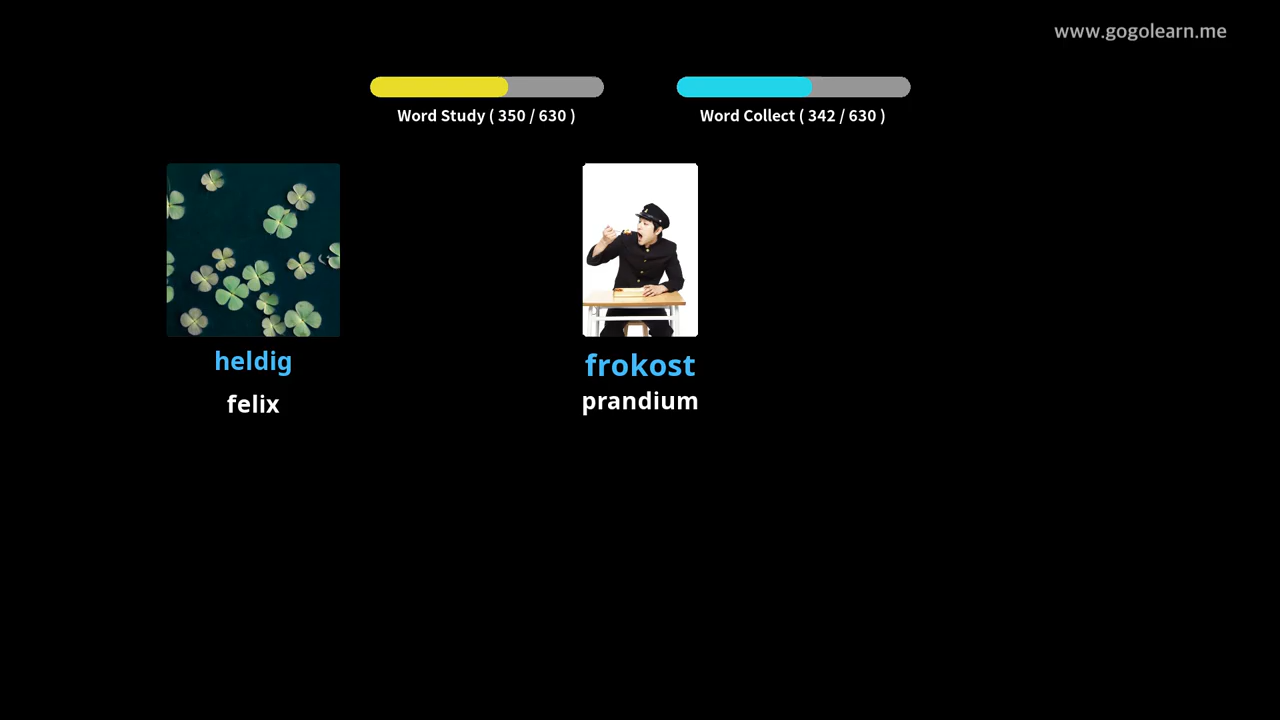 www.gogolearn.me
Word Study ( 350 / 630 )
Word Collect ( 342 / 630 )
heldig
felix
frokost
prandium